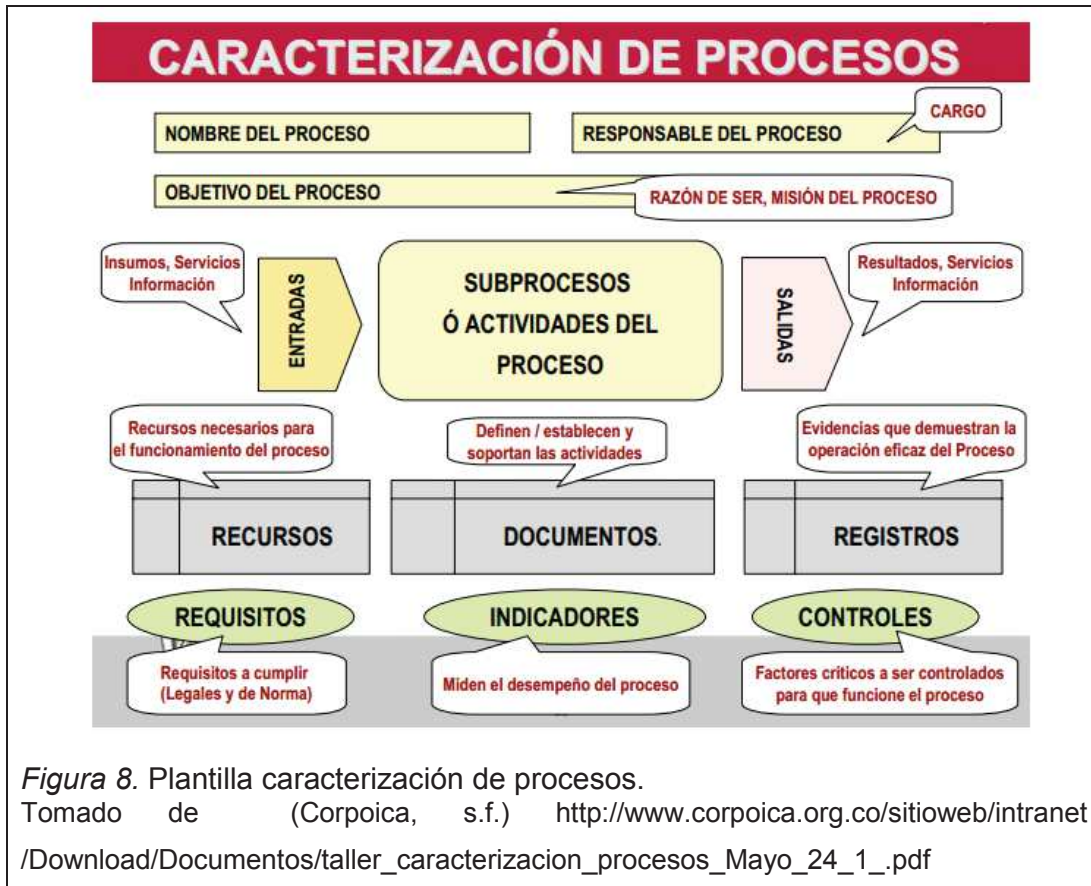 CARACTERIZACIÓN DE PROCESOS
CARGO
NOMBRE DEL PROCESO
RESPONSABLE DEL PROCESO
OBJETIVO DEL PROCESO
RAZÓN DE SER, MISIÓN DEL PROCESO
Insumos, Servicios
Información
ENTRADAS
SUBPROCESOS
Ó ACTIVIDADES DEL
PROCESO
SALIDAS
Resultados, Servicios
Información
Recursos necesarios para
el funcionamiento del proceso
Definen / establecen y
soportan las actividades
Evidencias que demuestran la
operación eficaz del Proceso
RECURSOS
DOCUMENTOS.
REGISTROS
REQUISITOS
INDICADORES
CONTROLES
Requisitos a cumplir
(Legales y de Norma)
Miden el desempeño del proceso
Factores críticos a ser controlados
para que funcione el proceso
Figura 8. Plantilla caracterización de procesos.
Tomado de (Corpoica, s.f.) http://www.corpoica.org.co/sitioweb/intranet
/Download/Documentos/taller_caracterizacion_procesos_Mayo_24_1_.pdf